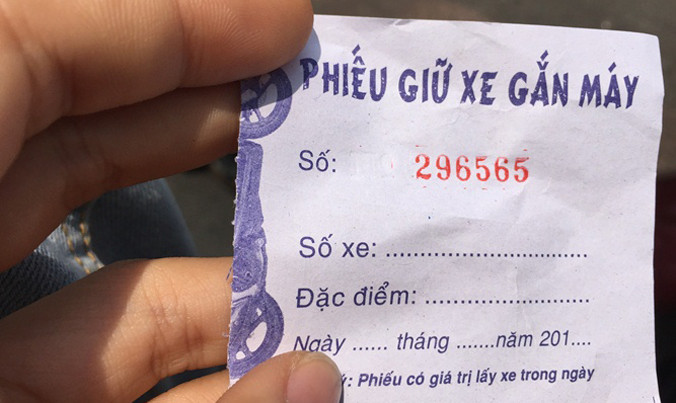 PHIẾU GIỮ XE GẮN MÁY
Số: 296565
Số xe: ..............................
Đặc điểm: ........................
Ngày ...... tháng .......năm 201....
: Phiếu có giá trị lấy xe trong ngày